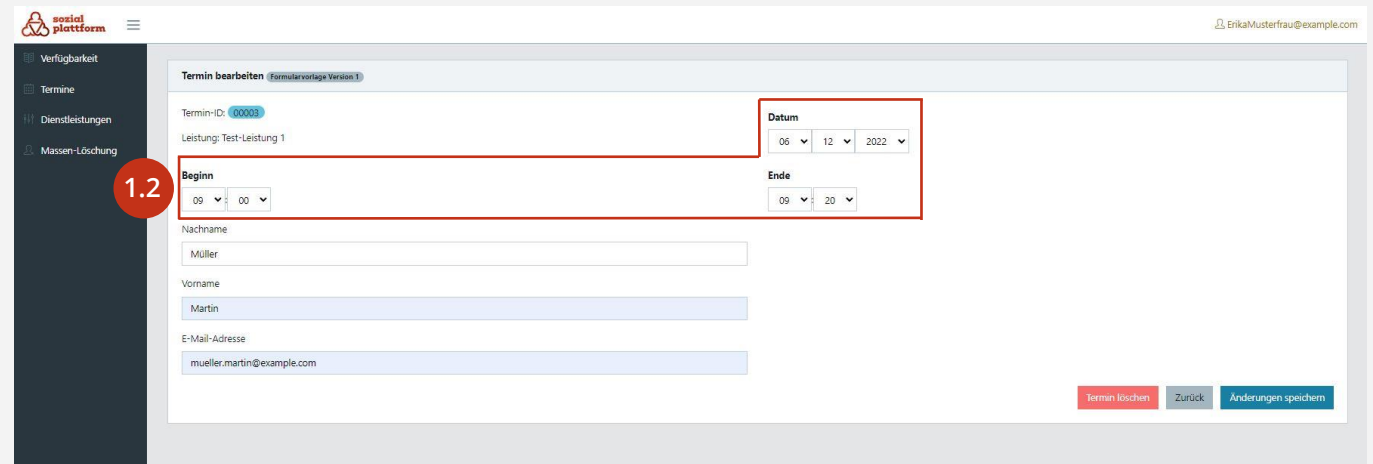 sozial
plattform
ErikaMusterfrau@example.com
Verfügbarkeit
Termine
Dienstleistungen
Massen-Löschung
Termin bearbeiten Formularvorlage Version 1
Termin-ID: 00003
Leistung: Test-Leistung 1
Datum
06 12 2022
1.2
Beginn
09 : 00
Ende
09 : 20
Nachname
Müller
Vorname
Martin
E-Mail-Adresse
mueller.martin@example.com
Termin löschen Zurück Änderungen speichern